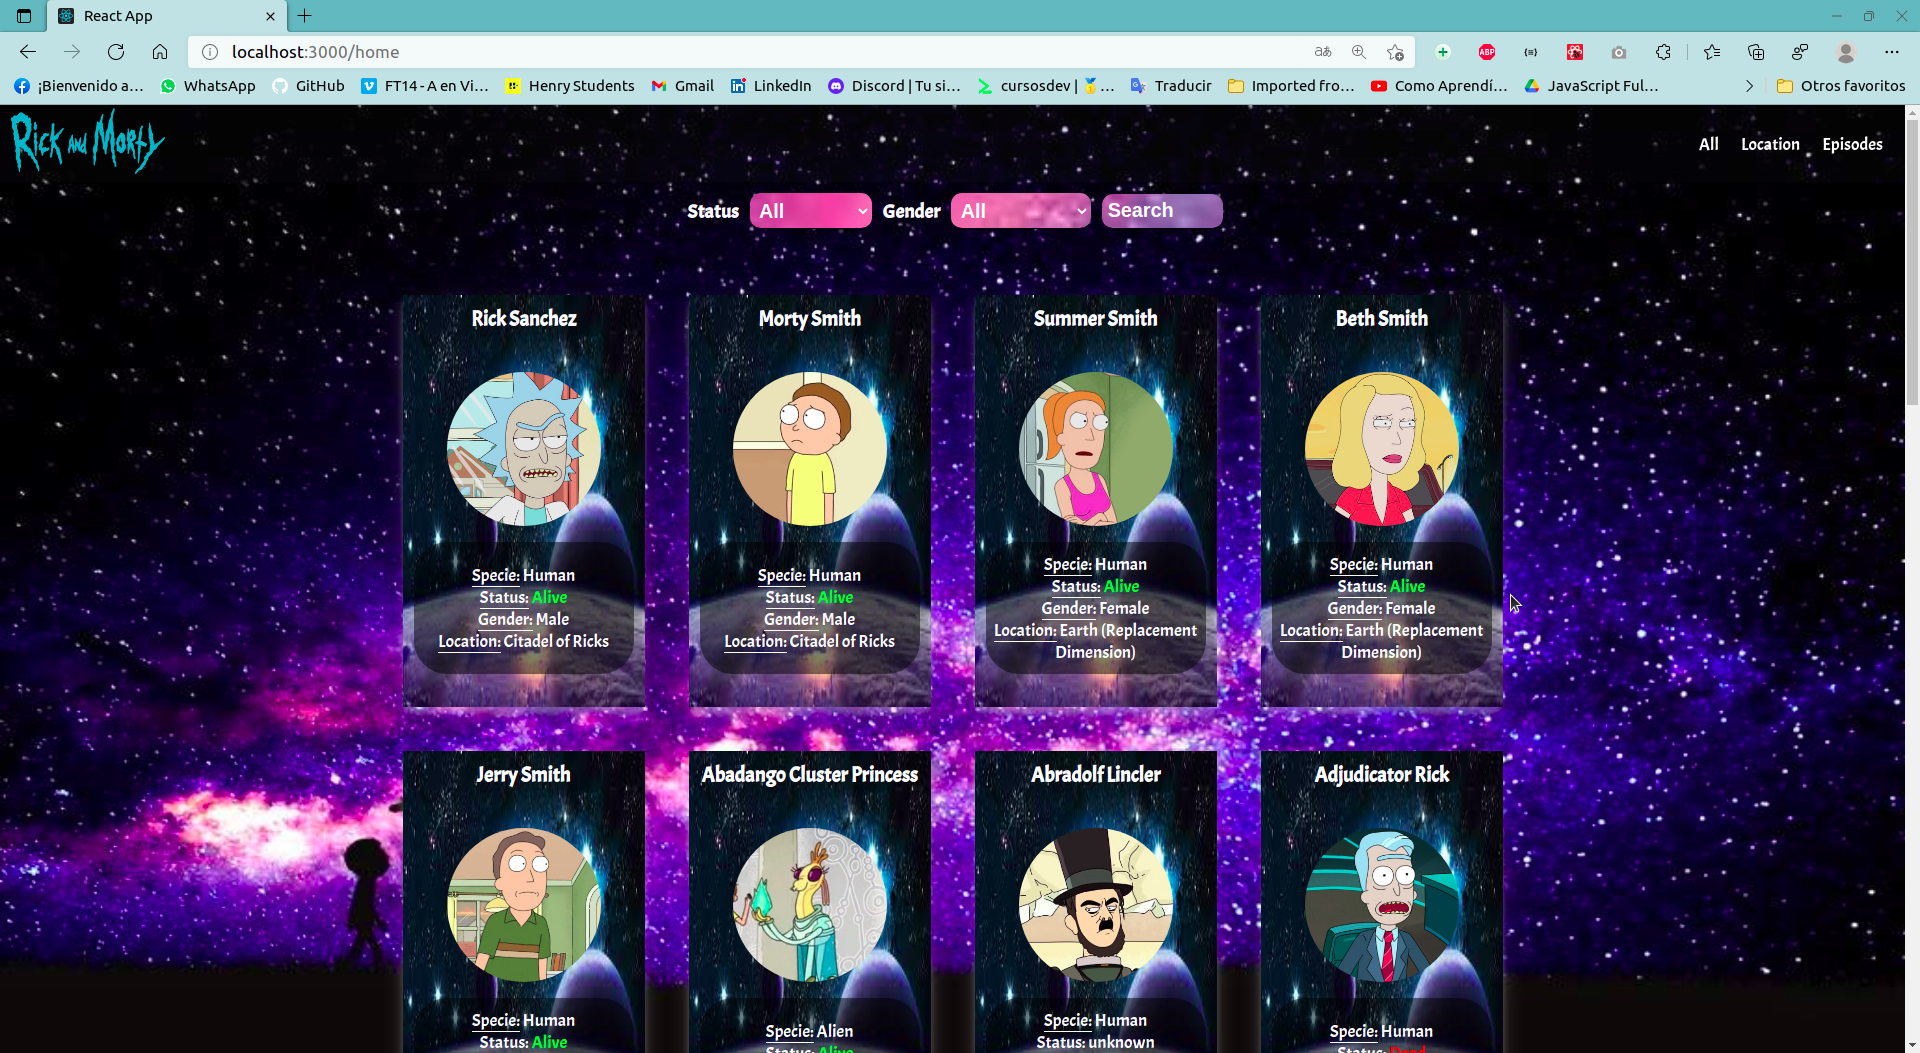 React App
localhost:3000/home
¡Bienvenido a... WhatsApp GitHub FT14 - A en Vi... Henry Students Gmail LinkedIn Discord | Tu si... cursosdev | 🥇... Traducir Imported fro... Como Aprendí... JavaScript Ful... Otros favoritos
Rick and Morty
All Location Episodes
Status All Gender All Search
Rick Sanchez
Specie: Human
Status: Alive
Gender: Male
Location: Citadel of Ricks
Morty Smith
Specie: Human
Status: Alive
Gender: Male
Location: Citadel of Ricks
Summer Smith
Specie: Human
Status: Alive
Gender: Female
Location: Earth (Replacement
Dimension)
Beth Smith
Specie: Human
Status: Alive
Gender: Female
Location: Earth (Replacement
Dimension)
Jerry Smith
Specie: Human
Status: Alive
Abadango Cluster Princess
Specie: Alien
Status: Alive
Abradolf Lincler
Specie: Human
Status: unknown
Adjudicator Rick
Specie: Human
Status: Dead